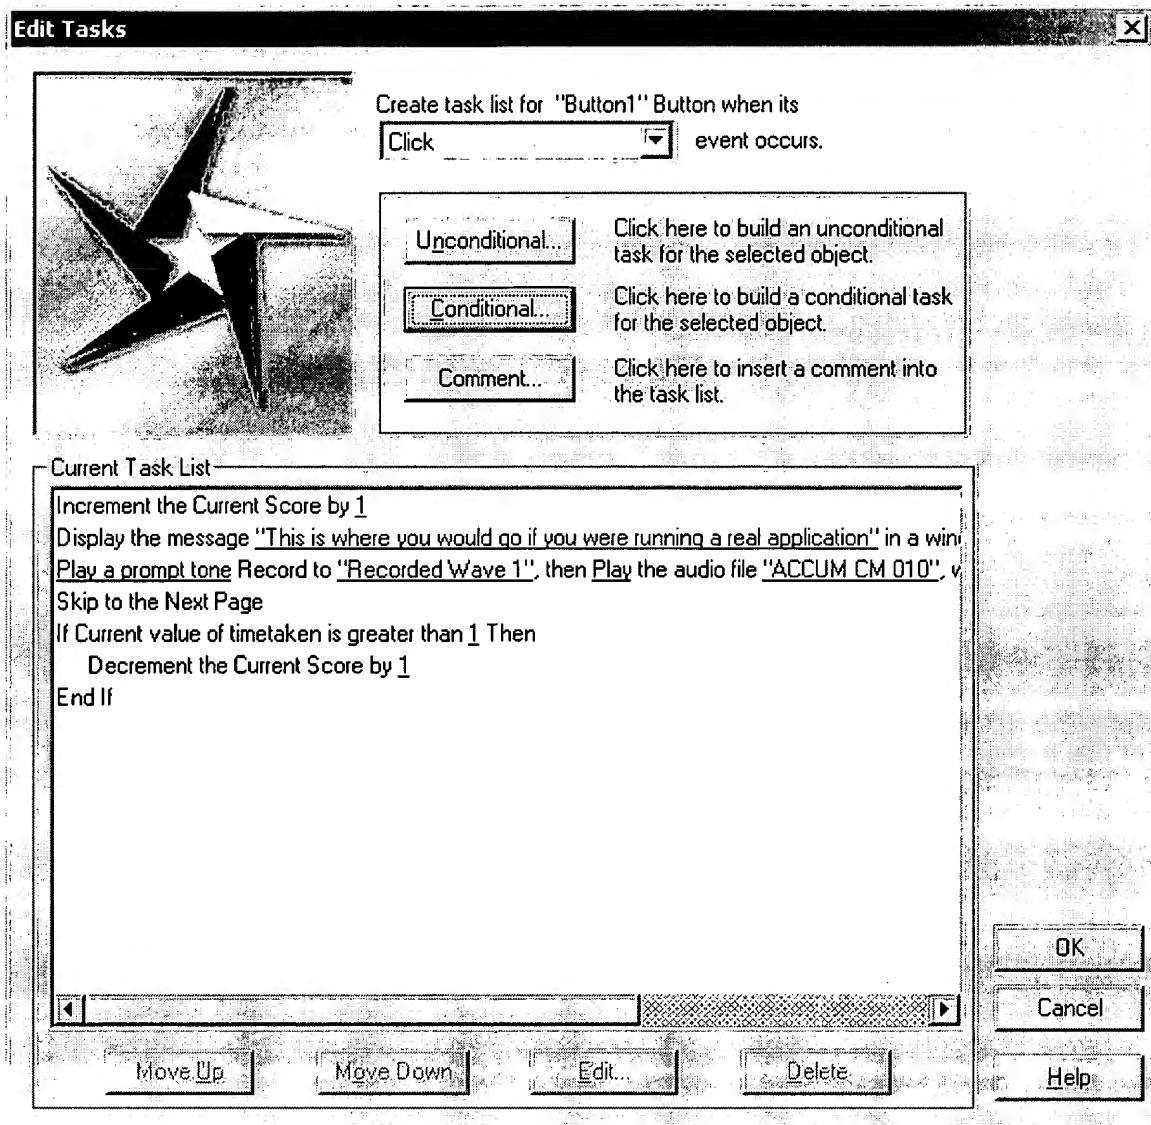 Edit Tasks
Create task list for "Button1" Button when its
Click event occurs.
Unconditional... Click here to build an unconditional
task for the selected object.
Conditional... Click here to build a conditional task
for the selected object.
Comment... Click here to insert a comment into
the task list.
Current Task List
Increment the Current Score by 1
Display the message "This is where you would go if you were running a real application" in a win
Play a prompt tone Record to "Recorded Wave 1", then Play the audio file "ACCUM CM 010", v
Skip to the Next Page
If Current value of timetaken is greater than 1 Then
Decrement the Current Score by 1
End If
OK
Cancel
Move Up Move Down Edit... Delete Help